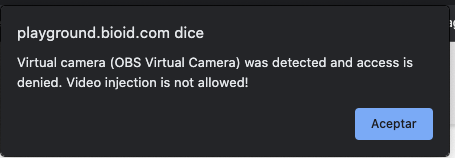 playground.bioid.com dice
Virtual camera (OBS Virtual Camera) was detected and access is
denied. Video injection is not allowed!
Aceptar